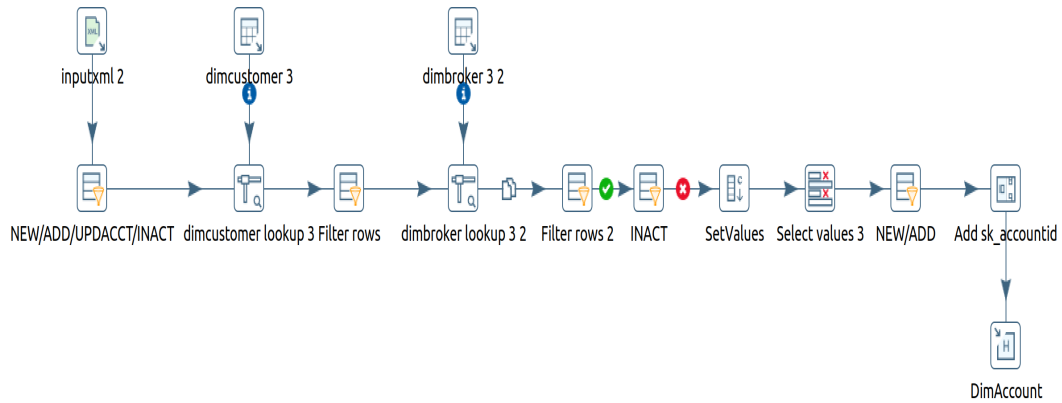 inputxml 2
dimcustomer 3
dimbroker 3 2
NEW/ADD/UPDACCT/INACT
dimcustomer lookup 3
Filter rows
dimbroker lookup 3 2
Filter rows 2
INACT
SetValues
Select values 3
NEW/ADD
Add sk_accountid
DimAccount